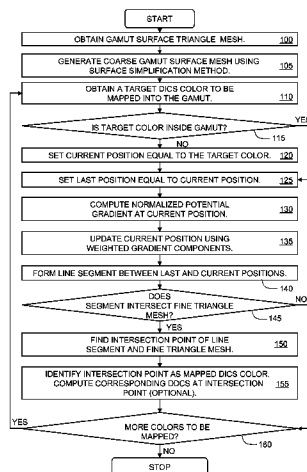 START
OBTAIN GAMUT SURFACE TRIANGLE MESH. 100
GENERATE COARSE GAMUT SURFACE MESH USING
SURFACE SIMPLIFICATION METHOD. 105
OBTAIN A TARGET DICS COLOR TO BE
MAPPED INTO THE GAMUT. 110
IS TARGET COLOR INSIDE GAMUT?
YES
115
NO
SET CURRENT POSITION EQUAL TO THE TARGET COLOR. 120
SET LAST POSITION EQUAL TO CURRENT POSITION. 125
COMPUTE NORMALIZED POTENTIAL
GRADIENT AT CURRENT POSITION. 130
UPDATE CURRENT POSITION USING
WEIGHTED GRADIENT COMPONENTS. 135
FORM LINE SEGMENT BETWEEN LAST AND CURRENT POSITIONS.
140
DOES
SEGMENT INTERSECT FINE TRIANGLE
MESH?
NO
145
YES
FIND INTERSECTION POINT OF LINE
SEGMENT AND FINE TRIANGLE MESH. 150
IDENTIFY INTERSECTION POINT AS MAPPED DICS COLOR.
COMPUTE CORRESPONDING DOCS AT INTERSECTION
POINT (OPTIONAL). 155
YES
MORE COLORS TO BE
MAPPED?
160
NO
STOP